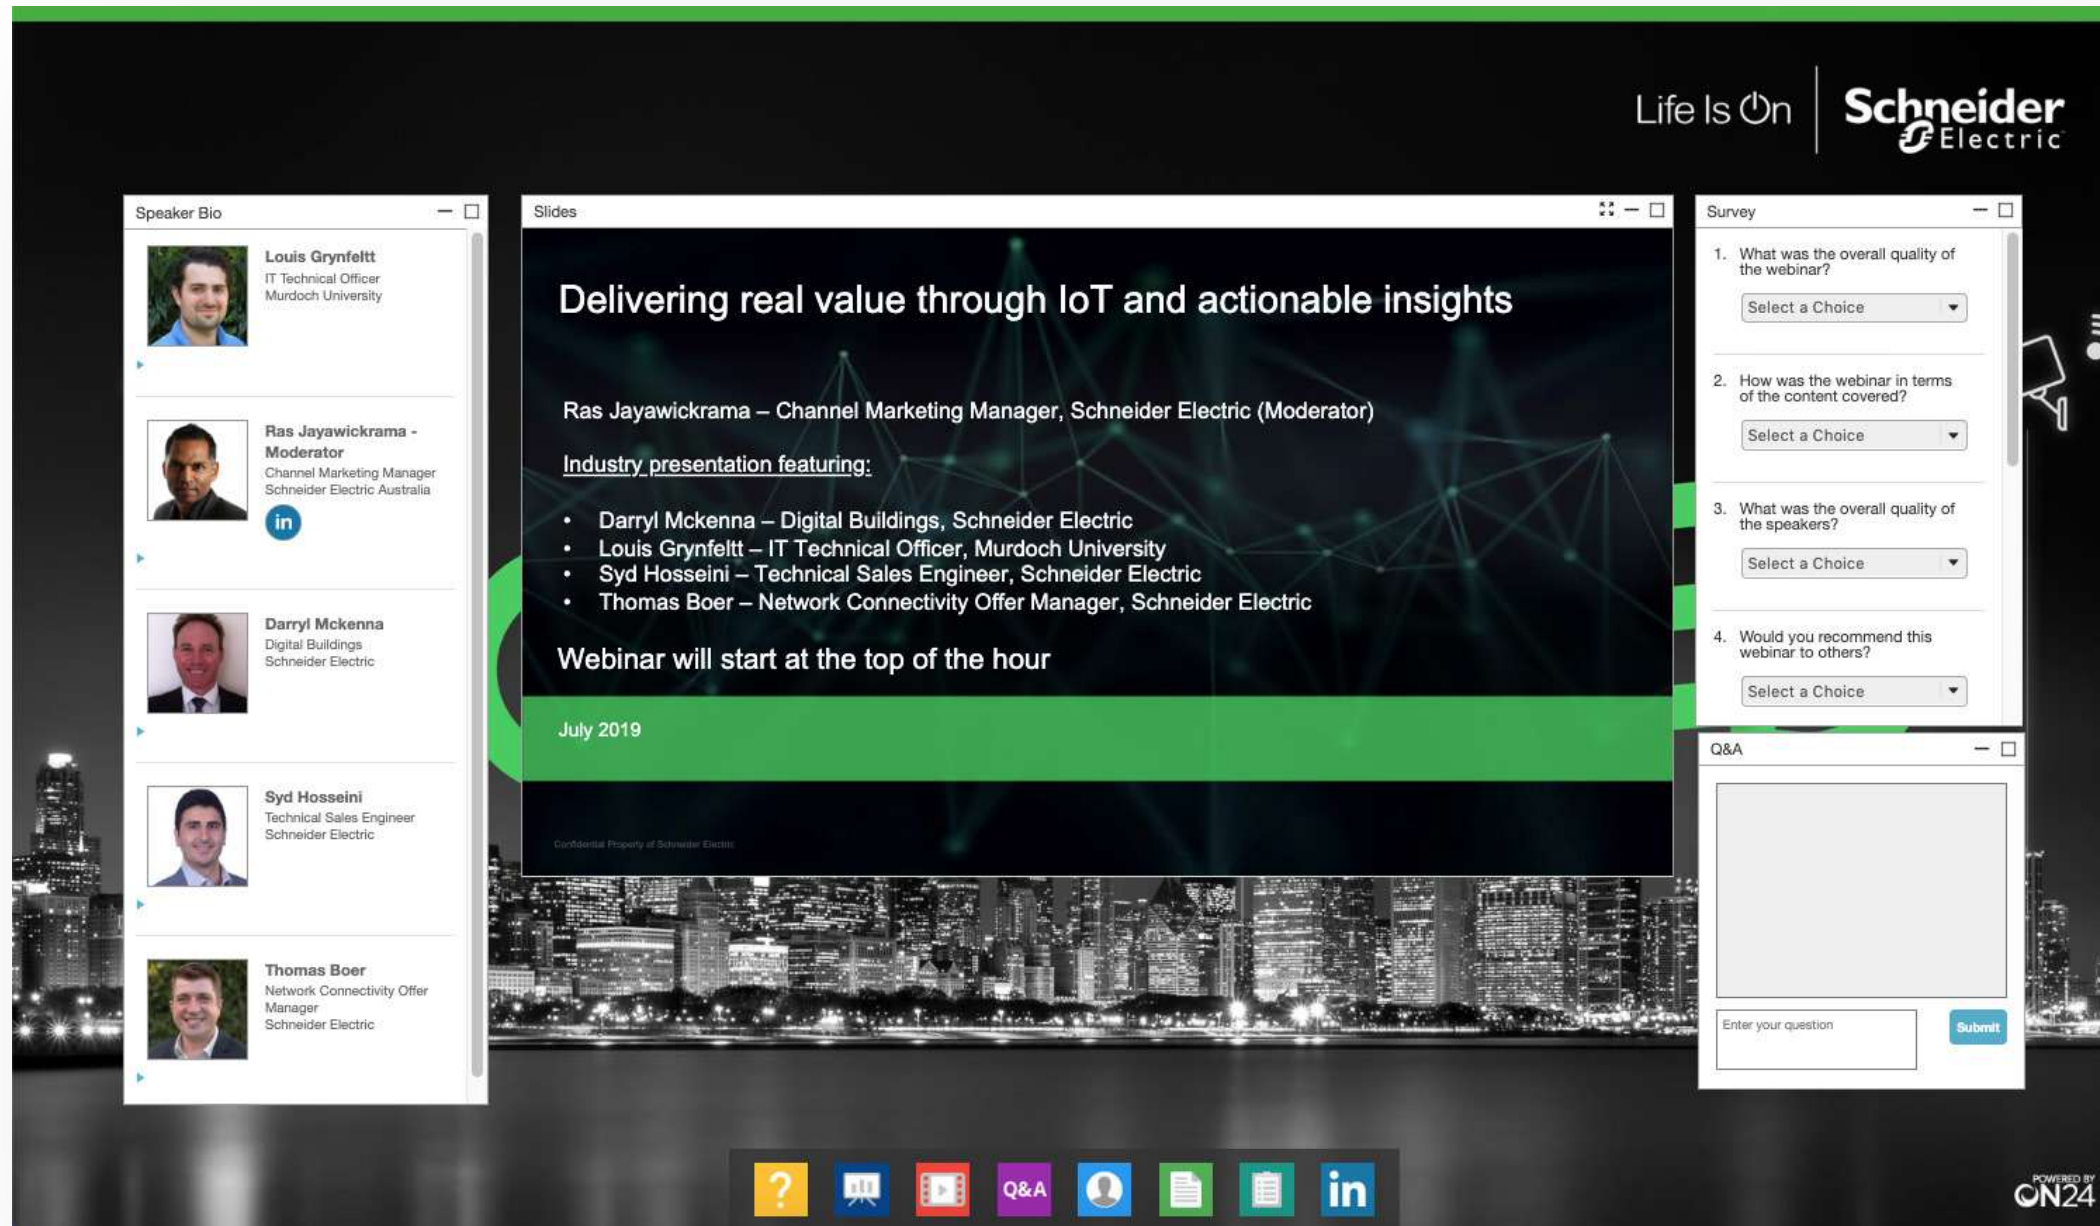 Life Is On
Schneider
Electric
Speaker Bio
Louis Grynfeltt
IT Technical Officer
Murdoch University
Ras Jayawickrama -
Moderator
Channel Marketing Manager
Schneider Electric Australia
in
Darryl Mckenna
Digital Buildings
Schneider Electric
Syd Hosseini
Technical Sales Engineer
Schneider Electric
Thomas Boer
Network Connectivity Offer
Manager
Schneider Electric
Slides
Delivering real value through IoT and actionable insights
Ras Jayawickrama – Channel Marketing Manager, Schneider Electric (Moderator)
Industry presentation featuring:
• Darryl Mckenna – Digital Buildings, Schneider Electric
• Louis Grynfeltt – IT Technical Officer, Murdoch University
• Syd Hosseini – Technical Sales Engineer, Schneider Electric
• Thomas Boer – Network Connectivity Offer Manager, Schneider Electric
Webinar will start at the top of the hour
July 2019
Confidential Property of Schneider Electric
Survey
1. What was the overall quality of
the webinar?
Select a Choice
2. How was the webinar in terms
of the content covered?
Select a Choice
3. What was the overall quality of
the speakers?
Select a Choice
4. Would you recommend this
webinar to others?
Select a Choice
Q&A
Enter your question
Submit
?
Q&A
in
POWERED BY
ON24